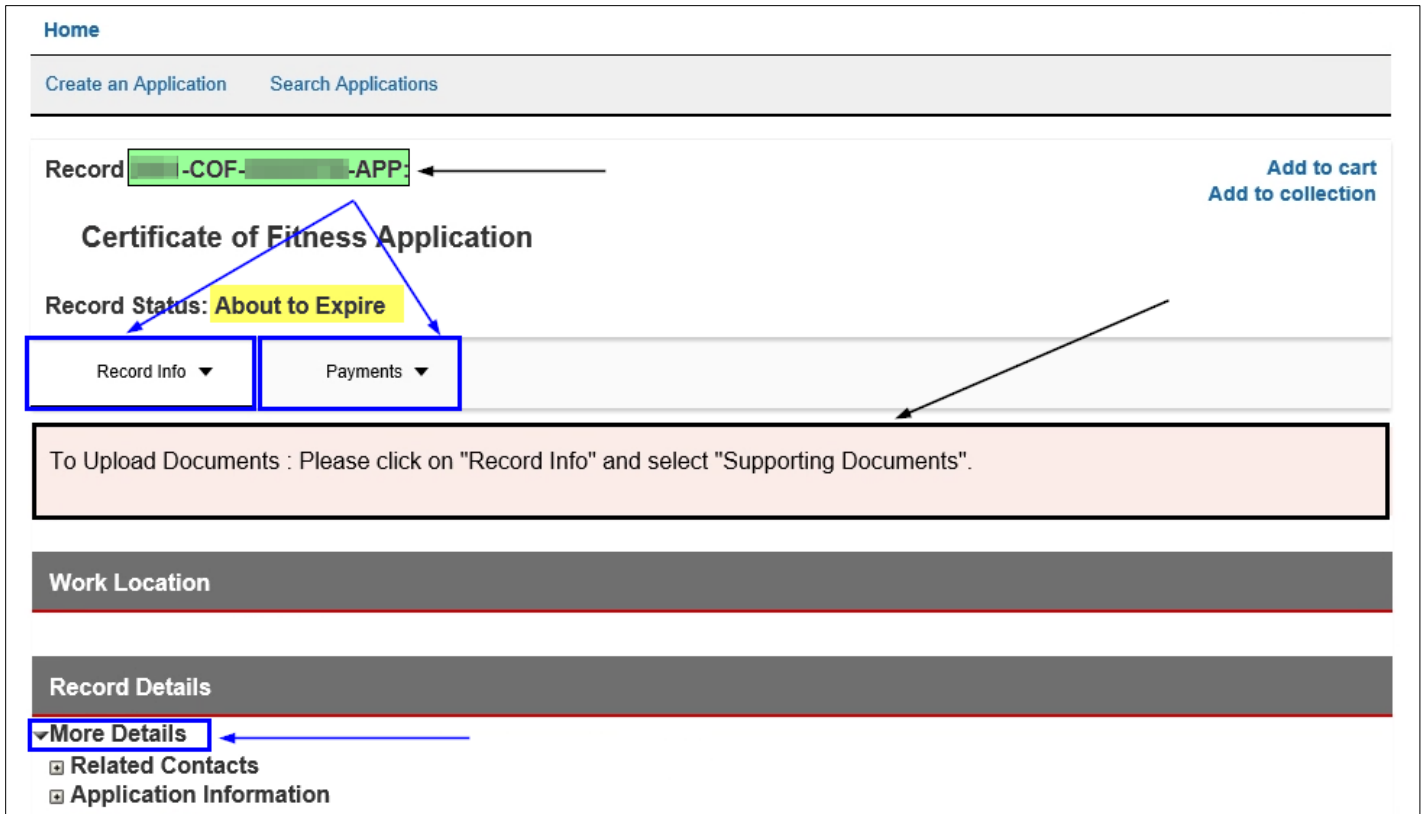 Home
Create an Application Search Applications
Record -COF- -APP:
Add to cart
Add to collection
Certificate of Fitness Application
Record Status: About to Expire
Record Info Payments
To Upload Documents : Please click on "Record Info" and select "Supporting Documents".
Work Location
Record Details
More Details
Related Contacts
Application Information